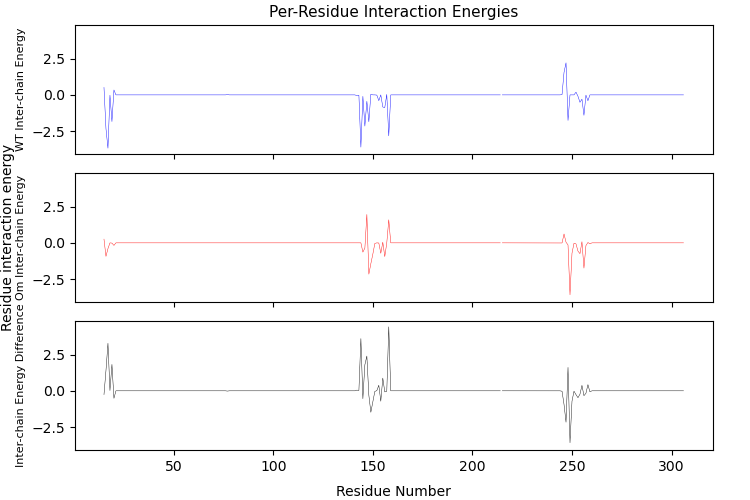 Per-Residue Interaction Energies
WT Inter-chain Energy
2.5
0.0
−2.5
Residue interaction energy
Om Inter-chain Energy
2.5
0.0
−2.5
Inter-chain Energy Difference
2.5
0.0
−2.5
50 100 150 200 250 300
Residue Number